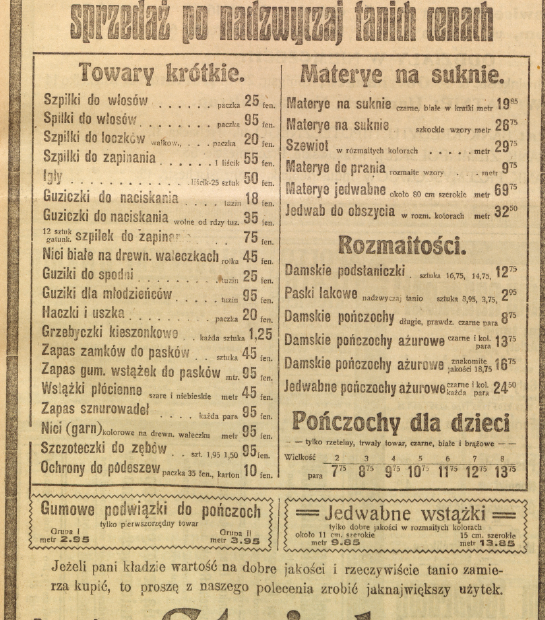 sprzedaż po nadzwyczaj tanich cenach
Towary krótkie.
Szpilki do włosów . . . . . . paczka 25 fen.
Spilki do włosów . . . . . . paczka 95 fen.
Szpilki do loczków wałkow., . . paczka 20 fen.
Szpilki do zapinania . . . . 1 liścik 55 fen.
Igły . . . . . . . . liścik-25 sztuk 50 fen.
Guziczki do naciskania . . . . tuzin 18 fen.
Guziczki do naciskania wolne od rdzy tuz. 35 fen.
12 sztuk gatunk. szpilek do zapinan . . . 75 fen.
Nici białe na drewn. waleczkach rolka 45 fen.
Guziki do spodni . . . . . tuzin 25 fen.
Guziki dla młodzieńców . . . tuzin 95 fen.
Haczki i uszka . . . . . paczka 20 fen.
Grzebyczki kieszonkowe . . każda sztuka 1,25
Zapas zamków do pasków . . sztuka 45 fen.
Zapas gum. wstążek do pasków mtr. 95 fen.
Wstążki płócienne szare i niebieskie metr 45 fen.
Zapas sznurowadeł . . . każda para 95 fen.
Nici (garn) kolorowe na drewn. waleczku metr 95 fen.
Szczoteczki do zębów . . szt. 1,95 1,50 95 fen.
Ochrony do podeszew paczka 35 fen., karton 10 fen.
Materye na suknie.
Materye na suknie czarne, białe w kratki metr 19
Materye na suknie szkockie wzory metr 26 75
Szewiot w rozmaitych kolorach . . . metr 29 75
Materye do prania rozmaite wzory . . metr 9 75
Materye jedwabne około 80 cm szerokie metr 69 75
Jedwab do obszycia w rozm. kolorach metr 32 50
Rozmaitości.
Damskie podstaniczki . sztuka 16,75, 14,75, 12 75
Paski lakowe nadzwyczaj tanio sztuka 8,95, 3,75, 2 95
Damskie pończochy długie, prawdz. czarne para 8 75
Damskie pończochy ażurowe czarne i kol. para 13 75
Damskie pończochy ażurowe znakomite jakości 18,75 16 75
Jedwabne pończochy ażurowe czarne i kol. każda para 24 50
Pończochy dla dzieci
— tylko rzetelny, trwały towar, czarne, białe i brązowe —
Wielkość 2 3 4 5 6 7 8
para 7 75 8 75 9 75 10 75 11 75 12 75 13 75
Gumowe podwiązki do pończoch
tylko pierwszorzędny towar
Grupa I Grupa II
metr 2.95 metr 3.95
Jedwabne wstążki
tylko dobre jakości w rozmaitych kolorach
około 11 cm. szerokie 15 cm. szerokie
metr 9.85 metr 13.85
Jeżeli pani kładzie wartość na dobre jakości i rzeczywiście tanio zamie-
rza kupić, to proszę z naszego polecenia zrobić jaknajwiększy użytek.